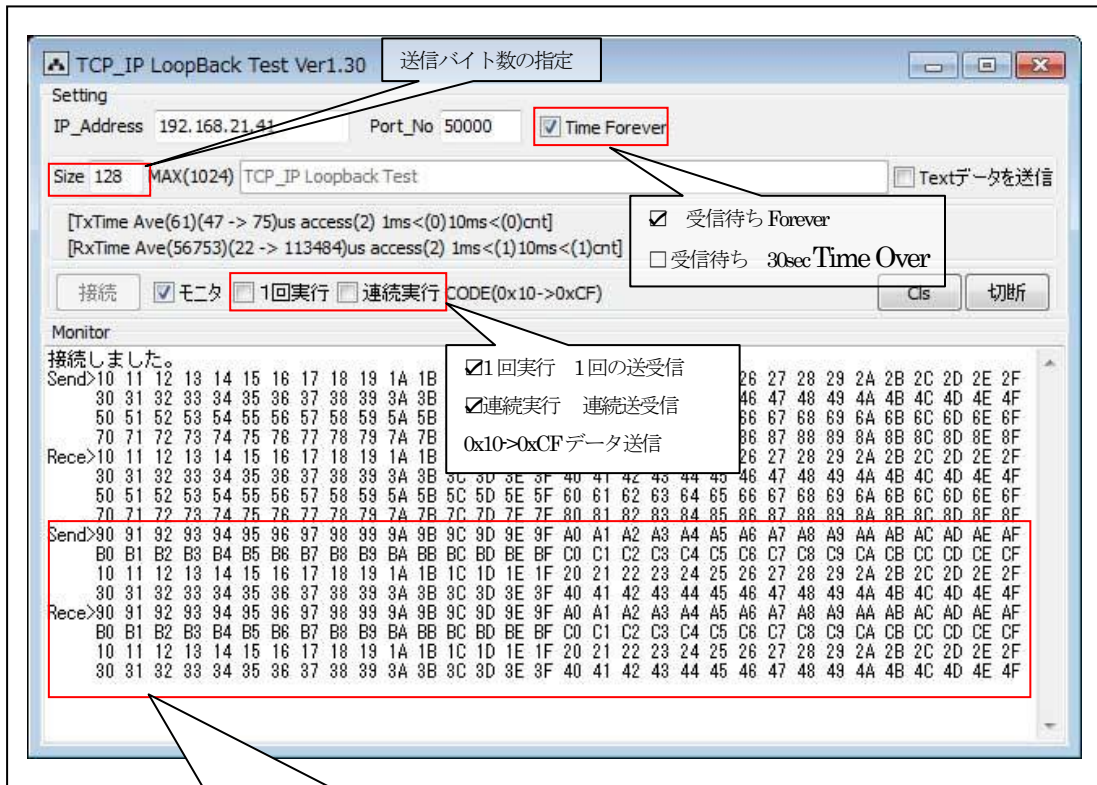 TCP_IP LoopBack Test Ver1.30
送信バイト数の指定
Setting
IP_Address 192.168.21.41 Port_No 50000 Time Forever
Size 128 MAX(1024) TCP_IP Loopback Test Textデータを送信
[TxTime Ave(61)(47 -> 75)us access(2) 1ms<(0)10ms<(0)cnt]
[RxTime Ave(56753)(22 -> 113484)us access(2) 1ms<(1)10ms<(1)cnt]
☑ 受信待ち Forever
□受信待ち 30sec Time Over
接続 モニタ 1回実行 連続実行 CODE(0x10->0xCF) Cls 切断
Monitor
☑1回実行 1回の送受信
☑連続実行 連続送受信
0x10->0xCFデータ送信
接続しました。
Send>10 11 12 13 14 15 16 17 18 19 1A 1B 26 27 28 29 2A 2B 2C 2D 2E 2F
30 31 32 33 34 35 36 37 38 39 3A 3B 46 47 48 49 4A 4B 4C 4D 4E 4F
50 51 52 53 54 55 56 57 58 59 5A 5B 66 67 68 69 6A 6B 6C 6D 6E 6F
70 71 72 73 74 75 76 77 78 79 7A 7B 86 87 88 89 8A 8B 8C 8D 8E 8F
Rece>10 11 12 13 14 15 16 17 18 19 1A 1B 26 27 28 29 2A 2B 2C 2D 2E 2F
30 31 32 33 34 35 36 37 38 39 3A 3B 3C 3D 3E 3F 40 41 42 43 44 45 46 47 48 49 4A 4B 4C 4D 4E 4F
50 51 52 53 54 55 56 57 58 59 5A 5B 5C 5D 5E 5F 60 61 62 63 64 65 66 67 68 69 6A 6B 6C 6D 6E 6F
70 71 72 73 74 75 76 77 78 79 7A 7B 7C 7D 7E 7F 80 81 82 83 84 85 86 87 88 89 8A 8B 8C 8D 8E 8F
Send>90 91 92 93 94 95 96 97 98 99 9A 9B 9C 9D 9E 9F A0 A1 A2 A3 A4 A5 A6 A7 A8 A9 AA AB AC AD AE AF
B0 B1 B2 B3 B4 B5 B6 B7 B8 B9 BA BB BC BD BE BF C0 C1 C2 C3 C4 C5 C6 C7 C8 C9 CA CB CC CD CE CF
10 11 12 13 14 15 16 17 18 19 1A 1B 1C 1D 1E 1F 20 21 22 23 24 25 26 27 28 29 2A 2B 2C 2D 2E 2F
30 31 32 33 34 35 36 37 38 39 3A 3B 3C 3D 3E 3F 40 41 42 43 44 45 46 47 48 49 4A 4B 4C 4D 4E 4F
Rece>90 91 92 93 94 95 96 97 98 99 9A 9B 9C 9D 9E 9F A0 A1 A2 A3 A4 A5 A6 A7 A8 A9 AA AB AC AD AE AF
B0 B1 B2 B3 B4 B5 B6 B7 B8 B9 BA BB BC BD BE BF C0 C1 C2 C3 C4 C5 C6 C7 C8 C9 CA CB CC CD CE CF
10 11 12 13 14 15 16 17 18 19 1A 1B 1C 1D 1E 1F 20 21 22 23 24 25 26 27 28 29 2A 2B 2C 2D 2E 2F
30 31 32 33 34 35 36 37 38 39 3A 3B 3C 3D 3E 3F 40 41 42 43 44 45 46 47 48 49 4A 4B 4C 4D 4E 4F